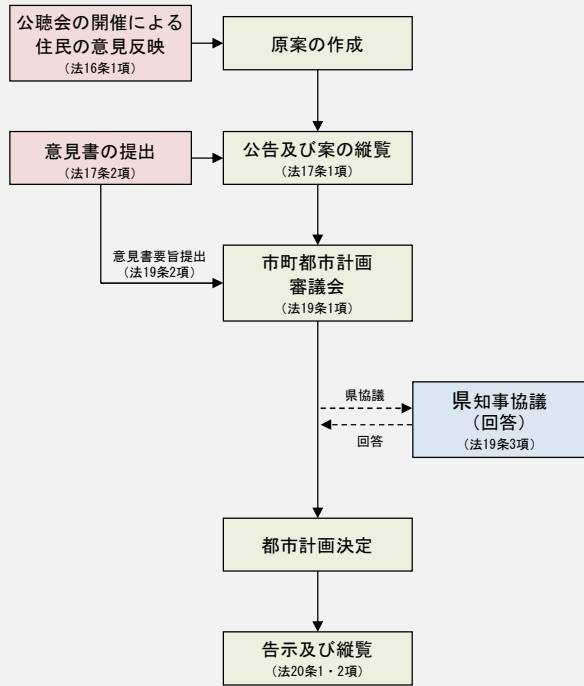 公聴会の開催による
住民の意見反映
（法16条1項）
原案の作成
意見書の提出
（法17条2項）
公告及び案の縦覧
（法17条1項）
意見書要旨提出
（法19条2項）
市町都市計画
審議会
（法19条1項）
県協議
回答
県知事協議
（回答）
（法19条3項）
都市計画決定
告示及び縦覧
（法20条1・2項）